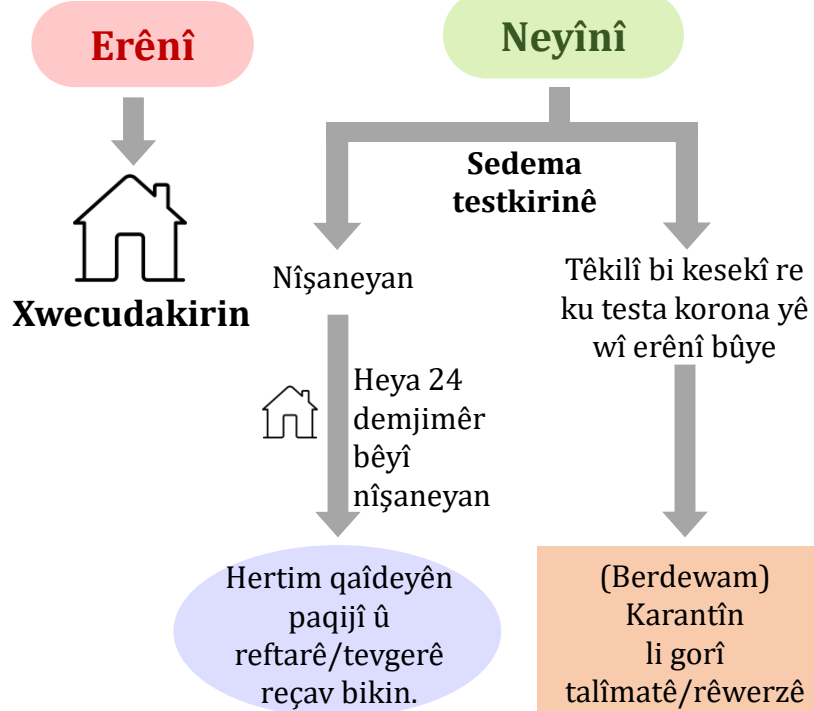 Erênî
Neyînî
Xwecudakirin
Sedema
testkirinê
Nîşaneyan
Heya 24
demjimêr
bêyî
nîşaneyan
Hertim qaîdeyên
paqijî û
reftarê/tevgerê
reçav bikin.
Têkilî bi kesekî re
ku testa korona yê
wî erênî bûye
(Berdewam)
Karantîn
li gorî
talîmatê/rêwerzê